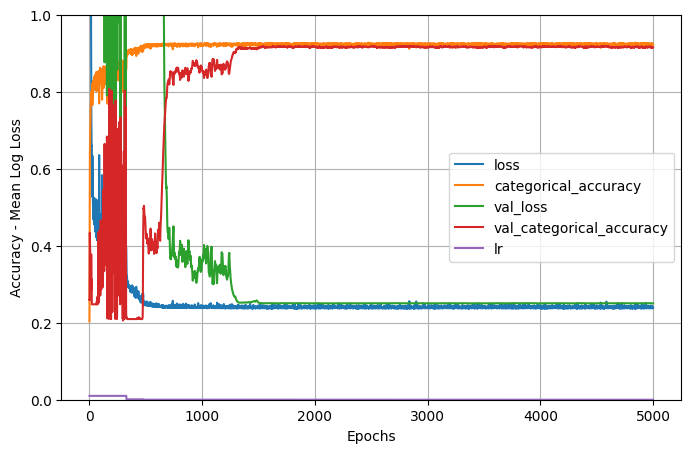 1.0
0.8
0.6
0.4
0.2
0.0
Accuracy - Mean Log Loss
loss
categorical_accuracy
val_loss
val_categorical_accuracy
lr
0 1000 2000 3000 4000 5000
Epochs